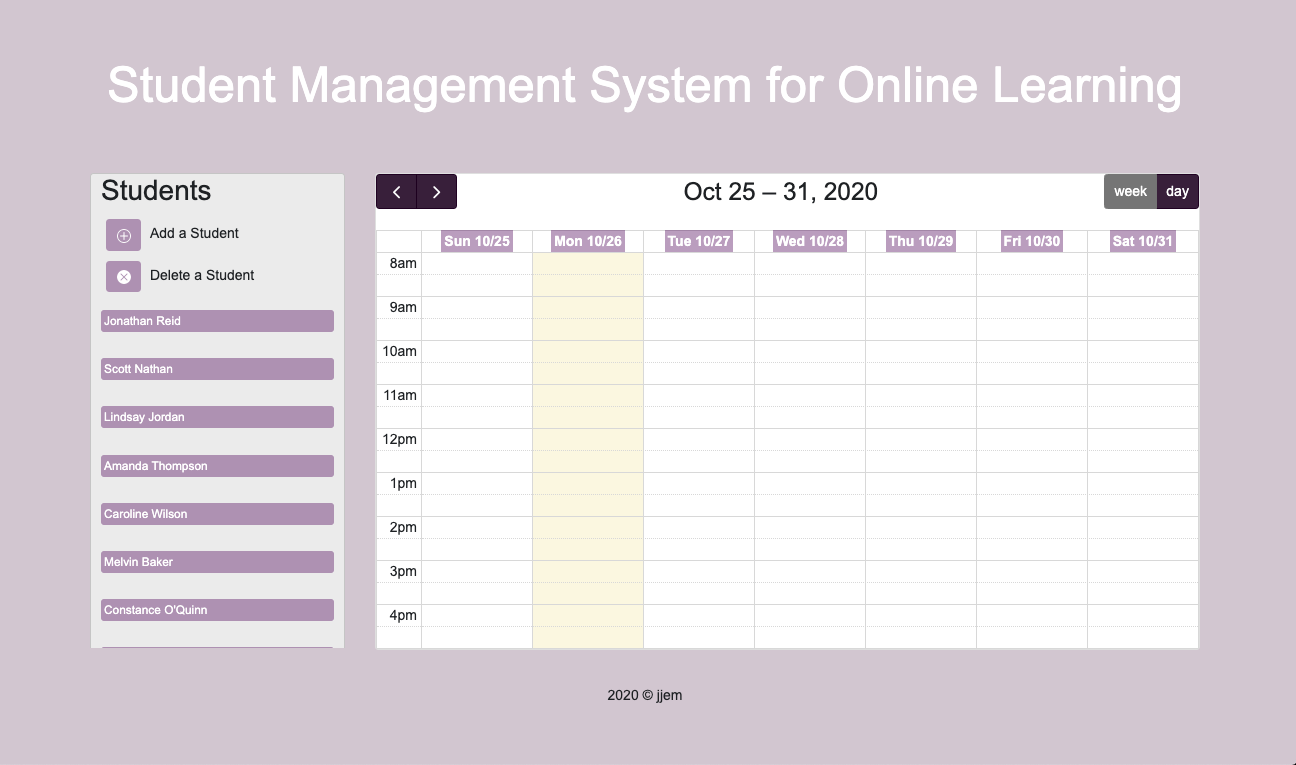 Student Management System for Online Learning
Students
Add a Student
Delete a Student
Jonathan Reid
Scott Nathan
Lindsay Jordan
Amanda Thompson
Caroline Wilson
Melvin Baker
Constance O'Quinn
Oct 25 – 31, 2020
week day
Sun 10/25 Mon 10/26 Tue 10/27 Wed 10/28 Thu 10/29 Fri 10/30 Sat 10/31
8am
9am
10am
11am
12pm
1pm
2pm
3pm
4pm
2020 © jjem